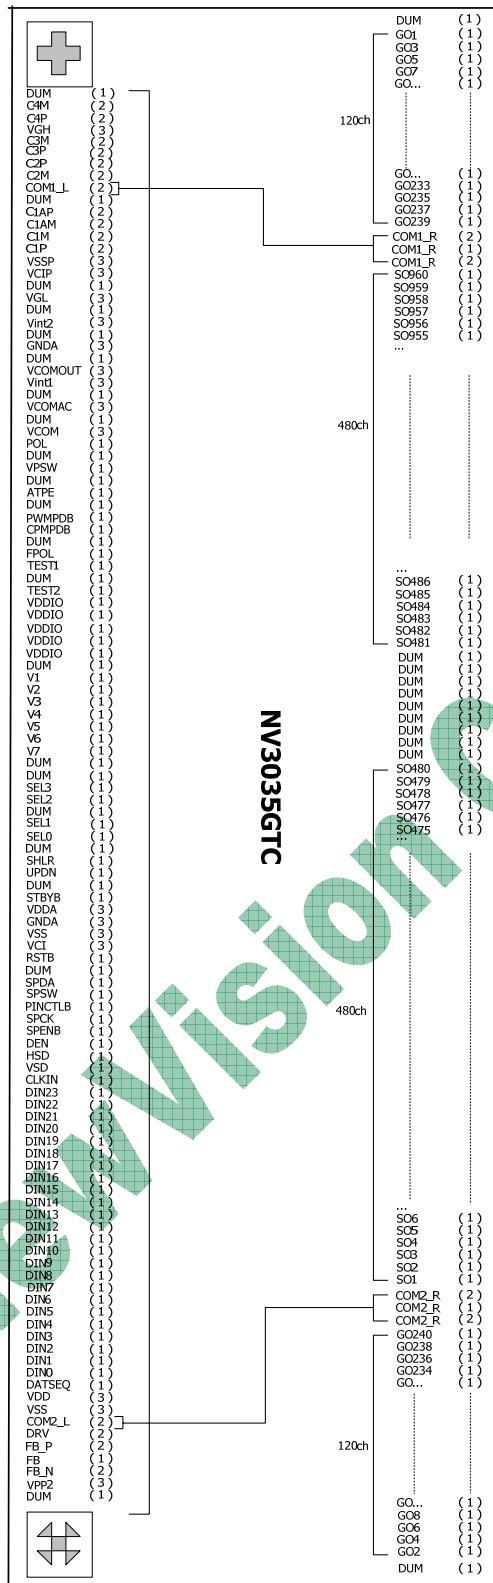 DUM (1)
C4M (2)
C4P (2)
VGH (3)
C3M (2)
C3P (2)
C2P (2)
C2M (2)
COM1_L (2)
DUM (1)
C1AP (2)
C1AM (2)
C1M (2)
C1P (2)
VSSP (3)
VCIP (3)
DUM (1)
VGL (3)
DUM (1)
Vint2 (3)
DUM (1)
GNDA (3)
DUM (1)
VCOMOUT (3)
Vint1 (3)
DUM (1)
VCOMAC (3)
DUM (1)
VCOM (3)
POL (1)
DUM (1)
VPSW (1)
DUM (1)
ATPE (1)
DUM (1)
PWMPDB (1)
CPMPDB (1)
DUM (1)
FPOL (1)
TEST1 (1)
DUM (1)
TEST2 (1)
VDDIO (1)
VDDIO (1)
VDDIO (1)
VDDIO (1)
VDDIO (1)
DUM (1)
V1 (1)
V2 (1)
V3 (1)
V4 (1)
V5 (1)
V6 (1)
V7 (1)
DUM (1)
DUM (1)
SEL3 (1)
SEL2 (1)
DUM (1)
SEL1 (1)
SEL0 (1)
DUM (1)
SHLR (1)
UPDN (1)
DUM (1)
STBYB (1)
VDDA (3)
GNDA (3)
VSS (3)
VCI (3)
RSTB (1)
DUM (1)
SPDA (1)
SPSW (1)
PINCTLB (1)
SPCK (1)
SPENB (1)
DEN (1)
HSD (1)
VSD (1)
CLKIN (1)
DIN23 (1)
DIN22 (1)
DIN21 (1)
DIN20 (1)
DIN19 (1)
DIN18 (1)
DIN17 (1)
DIN16 (1)
DIN15 (1)
DIN14 (1)
DIN13 (1)
DIN12 (1)
DIN11 (1)
DIN10 (1)
DIN9 (1)
DIN8 (1)
DIN7 (1)
DIN6 (1)
DIN5 (1)
DIN4 (1)
DIN3 (1)
DIN2 (1)
DIN1 (1)
DIN0 (1)
DATSEQ (1)
VDD (3)
VSS (3)
COM2_L (2)
DRV (2)
FB_P (2)
FB (1)
FB_N (2)
VPP2 (3)
DUM (1)
NV3035GTC
DUM (1)
GO1 (1)
GO3 (1)
GO5 (1)
GO7 (1)
GO... (1)
120ch
GO... (1)
GO233 (1)
GO235 (1)
GO237 (1)
GO239 (1)
COM1_R (2)
COM1_R (1)
COM1_R (2)
SO960 (1)
SO959 (1)
SO958 (1)
SO957 (1)
SO956 (1)
SO955 (1)
...
480ch
...
SO486 (1)
SO485 (1)
SO484 (1)
SO483 (1)
SO482 (1)
SO481 (1)
DUM (1)
DUM (1)
DUM (1)
DUM (1)
DUM (1)
DUM (1)
DUM (1)
DUM (1)
DUM (1)
SO480 (1)
SO479 (1)
SO478 (1)
SO477 (1)
SO476 (1)
SO475 (1)
...
480ch
...
SO6 (1)
SO5 (1)
SO4 (1)
SO3 (1)
SO2 (1)
SO1 (1)
COM2_R (2)
COM2_R (1)
COM2_R (2)
GO240 (1)
GO238 (1)
GO236 (1)
GO234 (1)
GO... (1)
120ch
GO... (1)
GO8 (1)
GO6 (1)
GO4 (1)
GO2 (1)
DUM (1)
ewVision